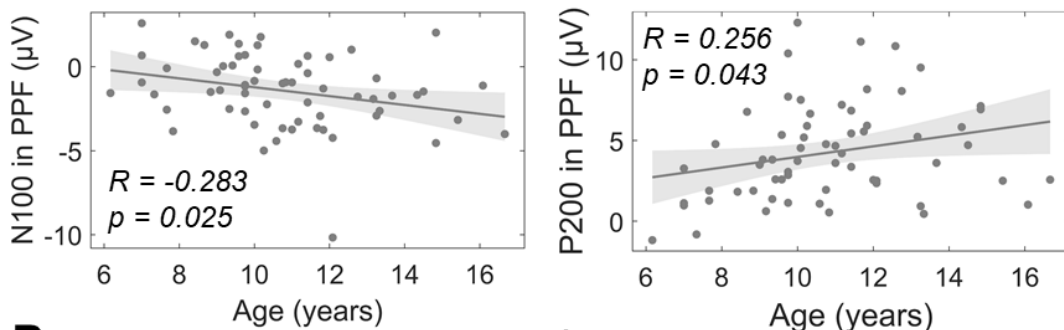 N100 in PPF (µV)
0
-5
-10
R = -0.283
p = 0.025
6 8 10 12 14 16
Age (years)
P200 in PPF (µV)
10
5
0
R = 0.256
p = 0.043
6 8 10 12 14 16
Age (years)